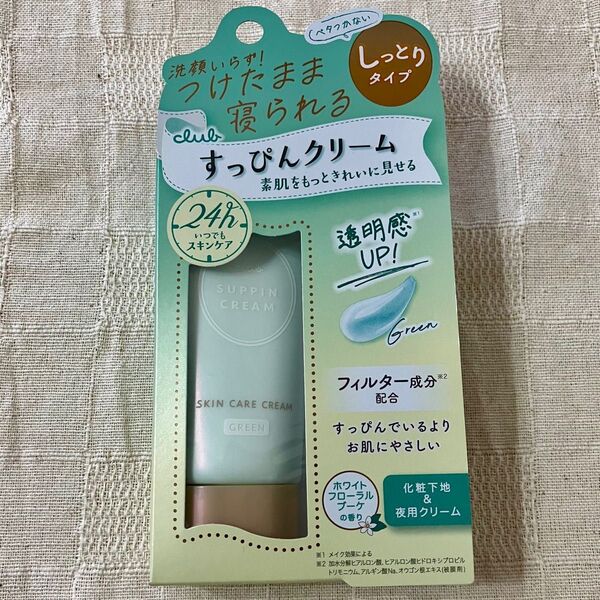 ベタつかない
しっとり
タイプ
洗顔いらず!
つけたまま
寝られる
club
すっぴんクリーム
素肌をもっときれいに見せる
24h
いつでも
スキンケア
透明感※1
UP!
Green
SUPPIN
CREAM
SKIN CARE CREAM
GREEN
フィルター成分※2
配合
すっぴんでいるより
お肌にやさしい
ホワイト
フローラル
ブーケ
の香り
化粧下地
&
夜用クリーム
※1 メイク効果による
※2 加水分解ヒアルロン酸、ヒアルロン酸ヒドロキシプロピル
トリモニウム、アルギン酸Na、オウゴン根エキス(被膜剤)